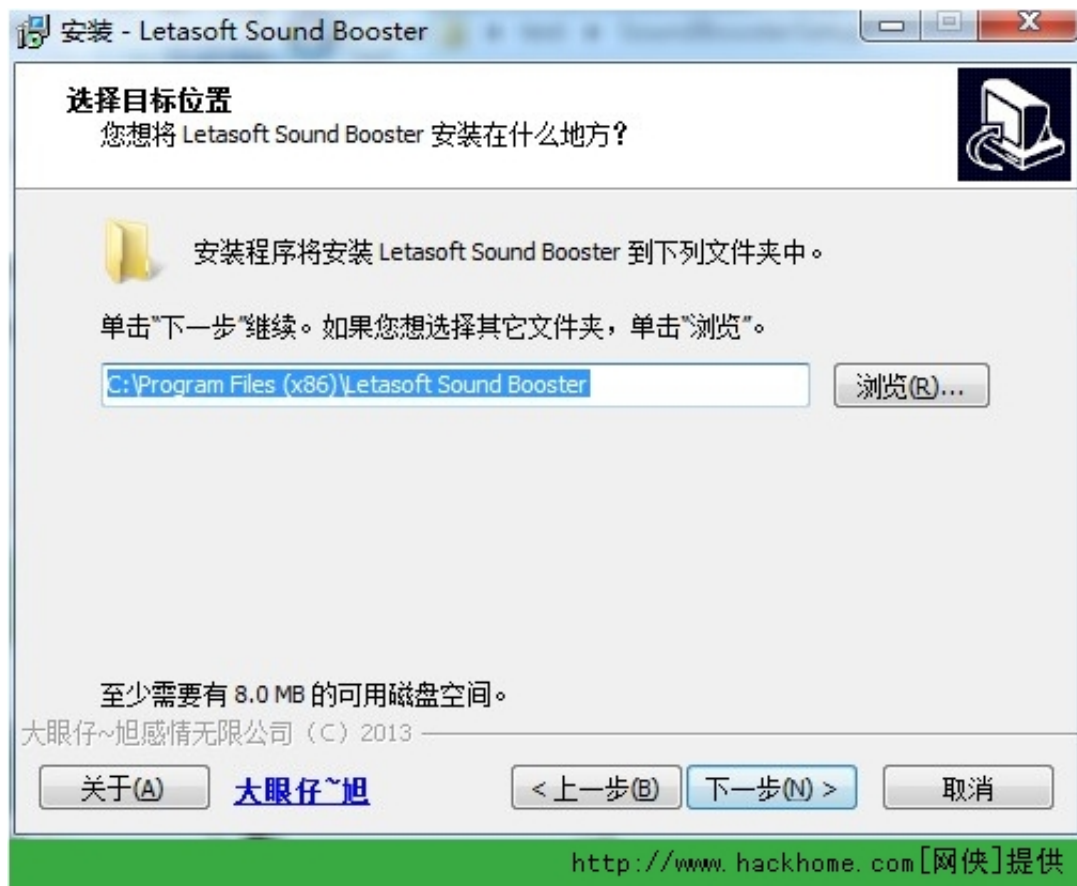 安装 - Letasoft Sound Booster
选择目标位置
您想将 Letasoft Sound Booster 安装在什么地方?
安装程序将安装 Letasoft Sound Booster 到下列文件夹中。
单击"下一步"继续。如果您想选择其它文件夹，单击"浏览"。
C:\Program Files (x86)\Letasoft Sound Booster
浏览(R)...
至少需要有 8.0 MB 的可用磁盘空间。
大眼仔~旭感情无限公司 (C) 2013
关于(A) 大眼仔~旭 < 上一步(B) 下一步(N) > 取消
http://www.hackhome.com[网侠]提供